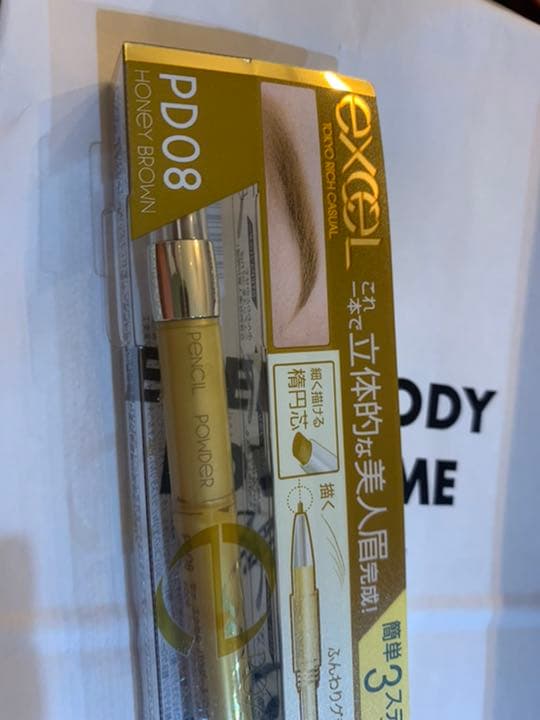 PD08
HONEY BROWN
excel
TOKYO RICH CASUAL
これ
一本で
立体的な美人眉完成!
細く描ける
楕円芯
描く
PENCIL POWDER
ふんわりグ
簡単3ステ
ODY
ME